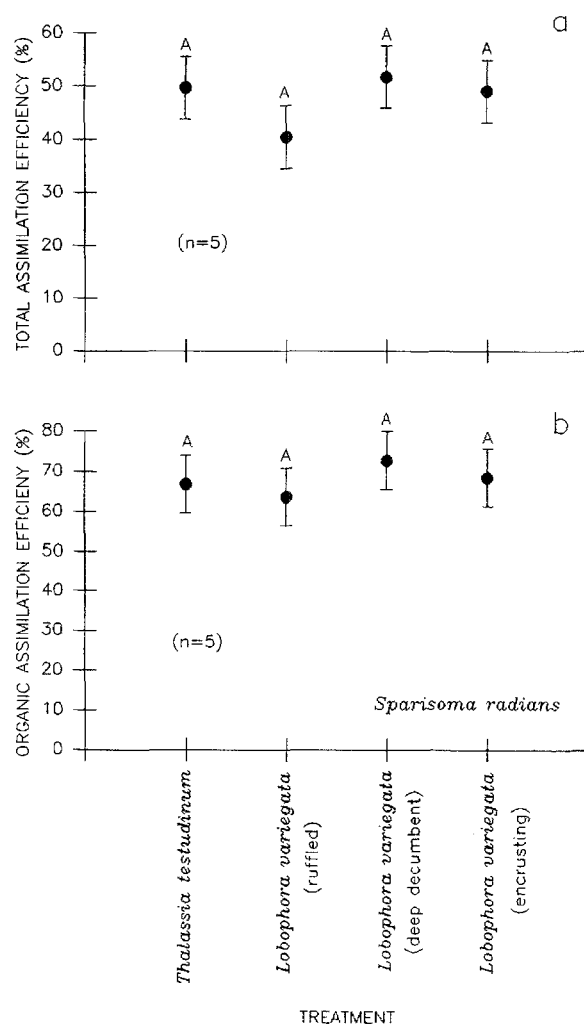 a
TOTAL ASSIMILATION EFFICIENCY (%)
60
50
40
30
20
10
0
A
A
A
A
(n=5)
b
ORGANIC ASSIMILATION EFFICIENY (%)
80
70
60
50
40
30
20
10
0
A
A
A
A
(n=5)
Sparisoma radians
Thalassia testudinum
Lobophora variegata
(ruffled)
Lobophora variegata
(deep decumbent)
Lobophora variegata
(encrusting)
TREATMENT